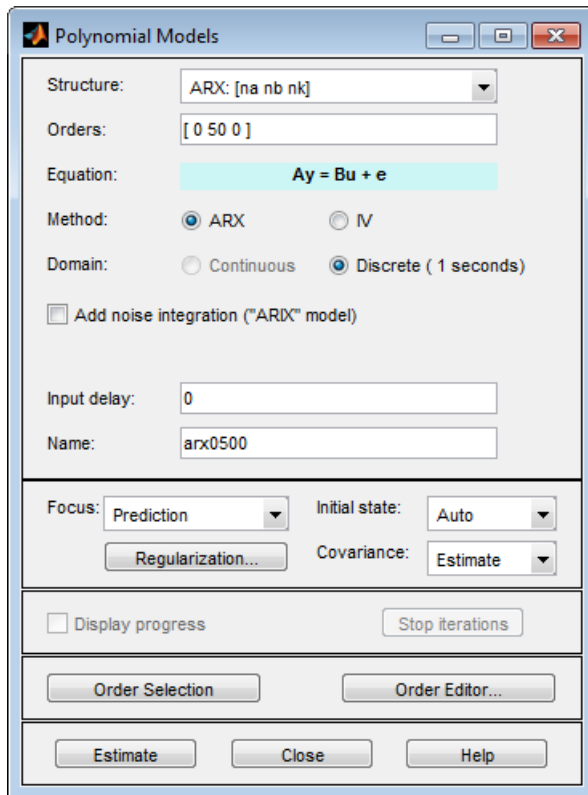 Polynomial Models
Structure: ARX: [na nb nk]
Orders: [ 0 50 0 ]
Equation: Ay = Bu + e
Method: ARX IV
Domain: Continuous Discrete ( 1 seconds)
Add noise integration ("ARIX" model)
Input delay: 0
Name: arx0500
Focus: Prediction Initial state: Auto
Regularization... Covariance: Estimate
Display progress Stop iterations
Order Selection Order Editor...
Estimate Close Help